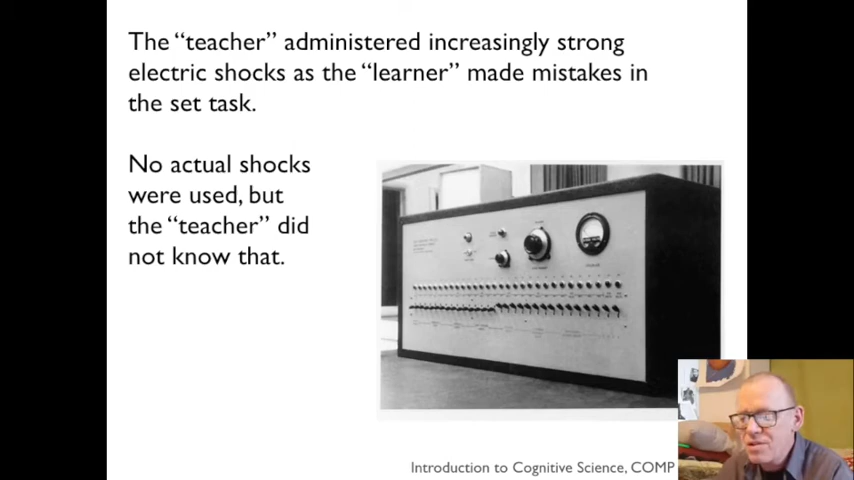 The “teacher” administered increasingly strong
electric shocks as the “learner” made mistakes in
the set task.
No actual shocks
were used, but
the “teacher” did
not know that.
Introduction to Cognitive Science, COMP